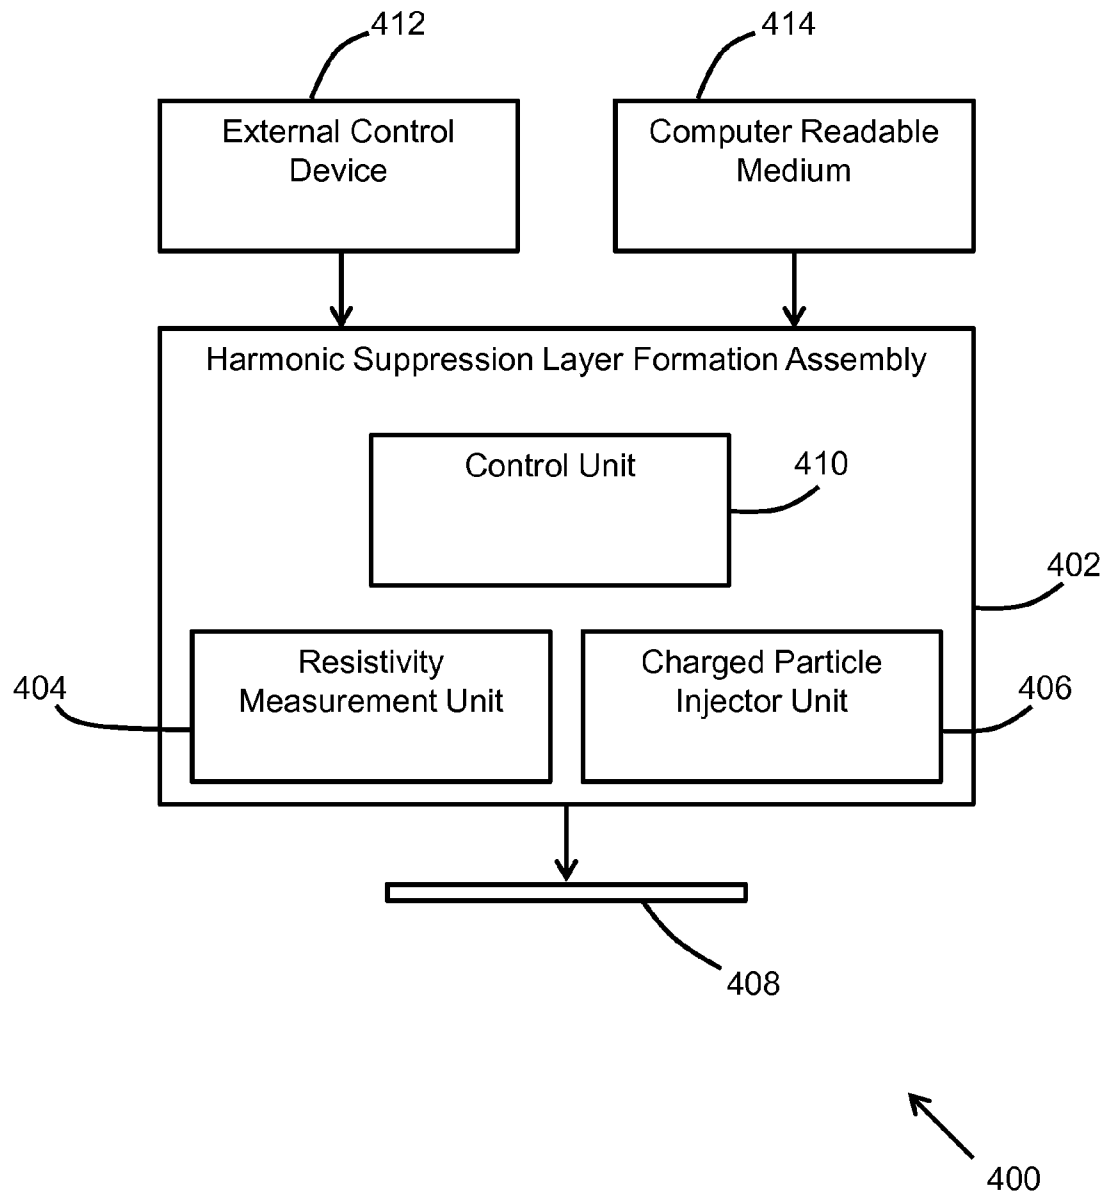 412
414
External Control
Device
Computer Readable
Medium
Harmonic Suppression Layer Formation Assembly
Control Unit
410
402
Resistivity
Measurement Unit
404
Charged Particle
Injector Unit
406
408
400